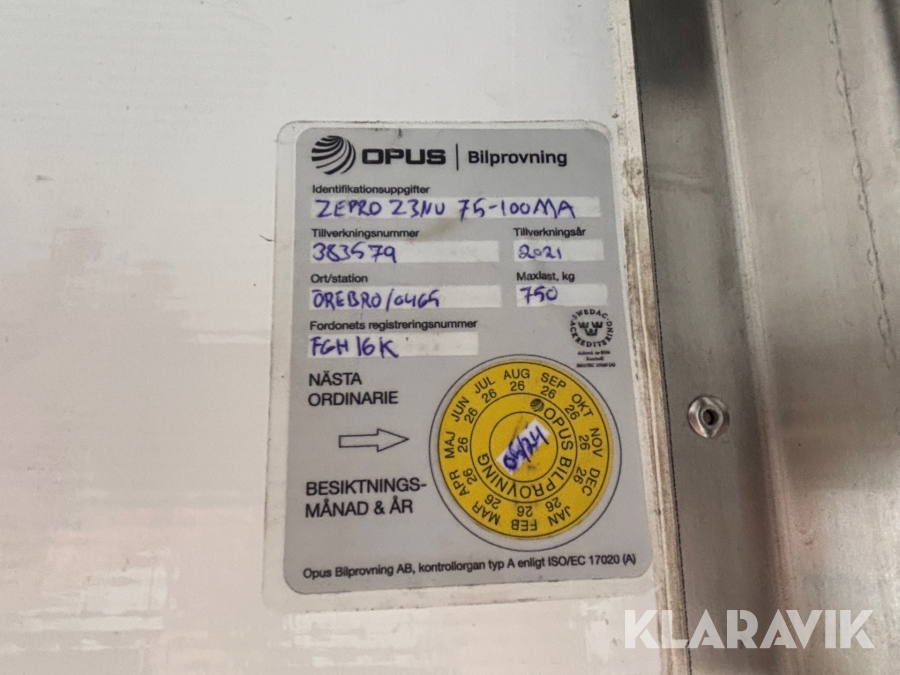 OPUS | Bilprovning
Identifikationsuppgifter
ZEPRO Z3NU 75-100MA
Tillverkningsnummer Tillverkningsår
383579 2021
Ort/station Maxlast, kg
ÖREBRO/0465 750
Fordonets registreringsnummer
FGH16K
SWEDAC
ACKREDITERING
NÄSTA
ORDINARIE
BESIKTNINGS-
MÅNAD & ÅR
JAN 26 FEB 26 MAR 26 APR 26 MAJ 26 JUN 26 JUL 26 AUG 26 SEP 26 OKT 26 NOV 26 DEC 26
OPUS BILPROVNING
Opus Bilprovning AB, kontrollorgan typ A enligt ISO/EC 17020 (A)
KLARAVIK